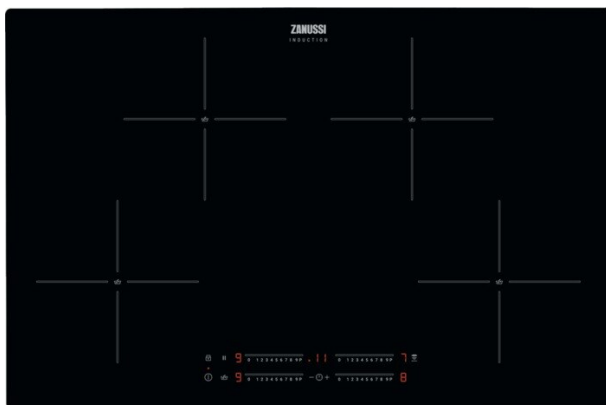 ZANUSSI
INDUCTION
9 0 1 2 3 4 5 6 7 8 9 P .11 0 1 2 3 4 5 6 7 8 9 P 7
9 0 1 2 3 4 5 6 7 8 9 P - + 0 1 2 3 4 5 6 7 8 9 P 8